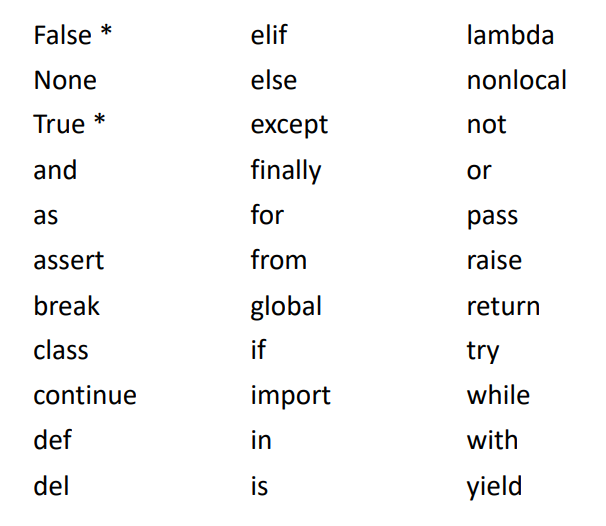 False *
None
True *
and
as
assert
break
class
continue
def
del
elif
else
except
finally
for
from
global
if
import
in
is
lambda
nonlocal
not
or
pass
raise
return
try
while
with
yield